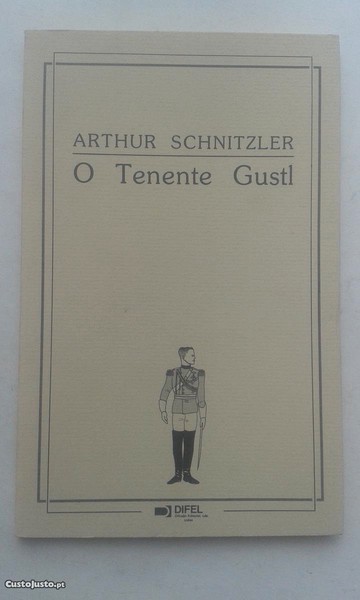 ARTHUR SCHNITZLER
O Tenente Gustl
DIFEL
CustoJusto.pt